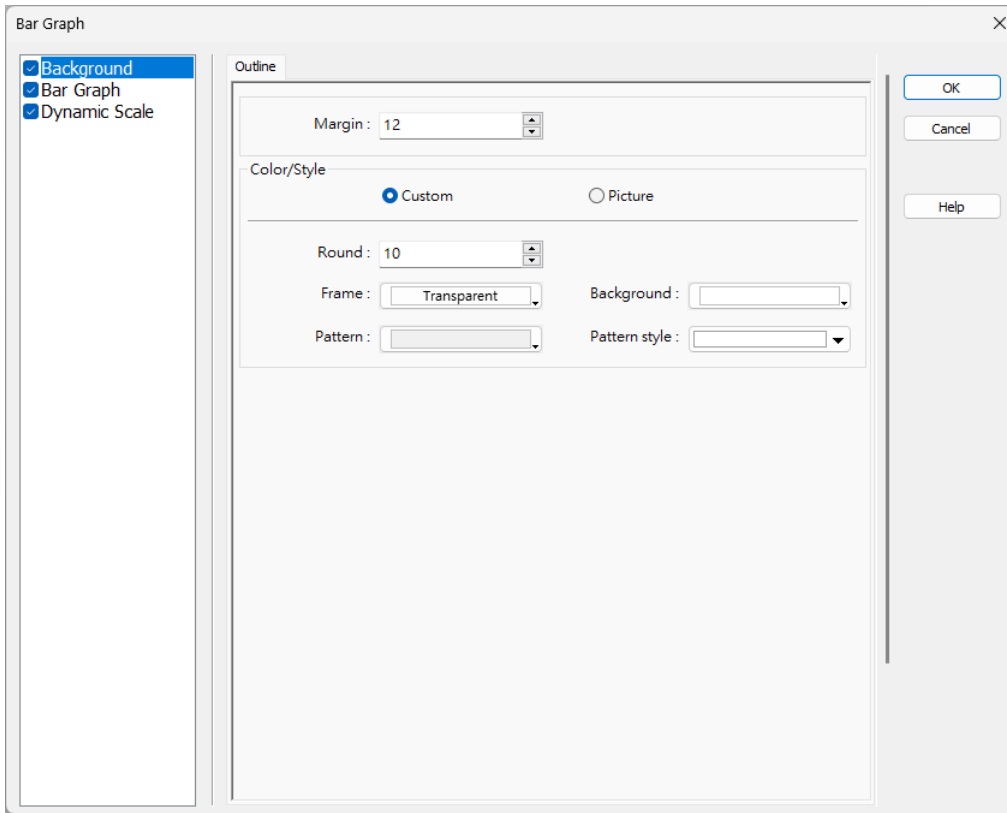 Bar Graph
Background
Bar Graph
Dynamic Scale
Outline
Margin : 12
Color/Style
Custom Picture
Round : 10
Frame : Transparent Background :
Pattern : Pattern style :
OK
Cancel
Help